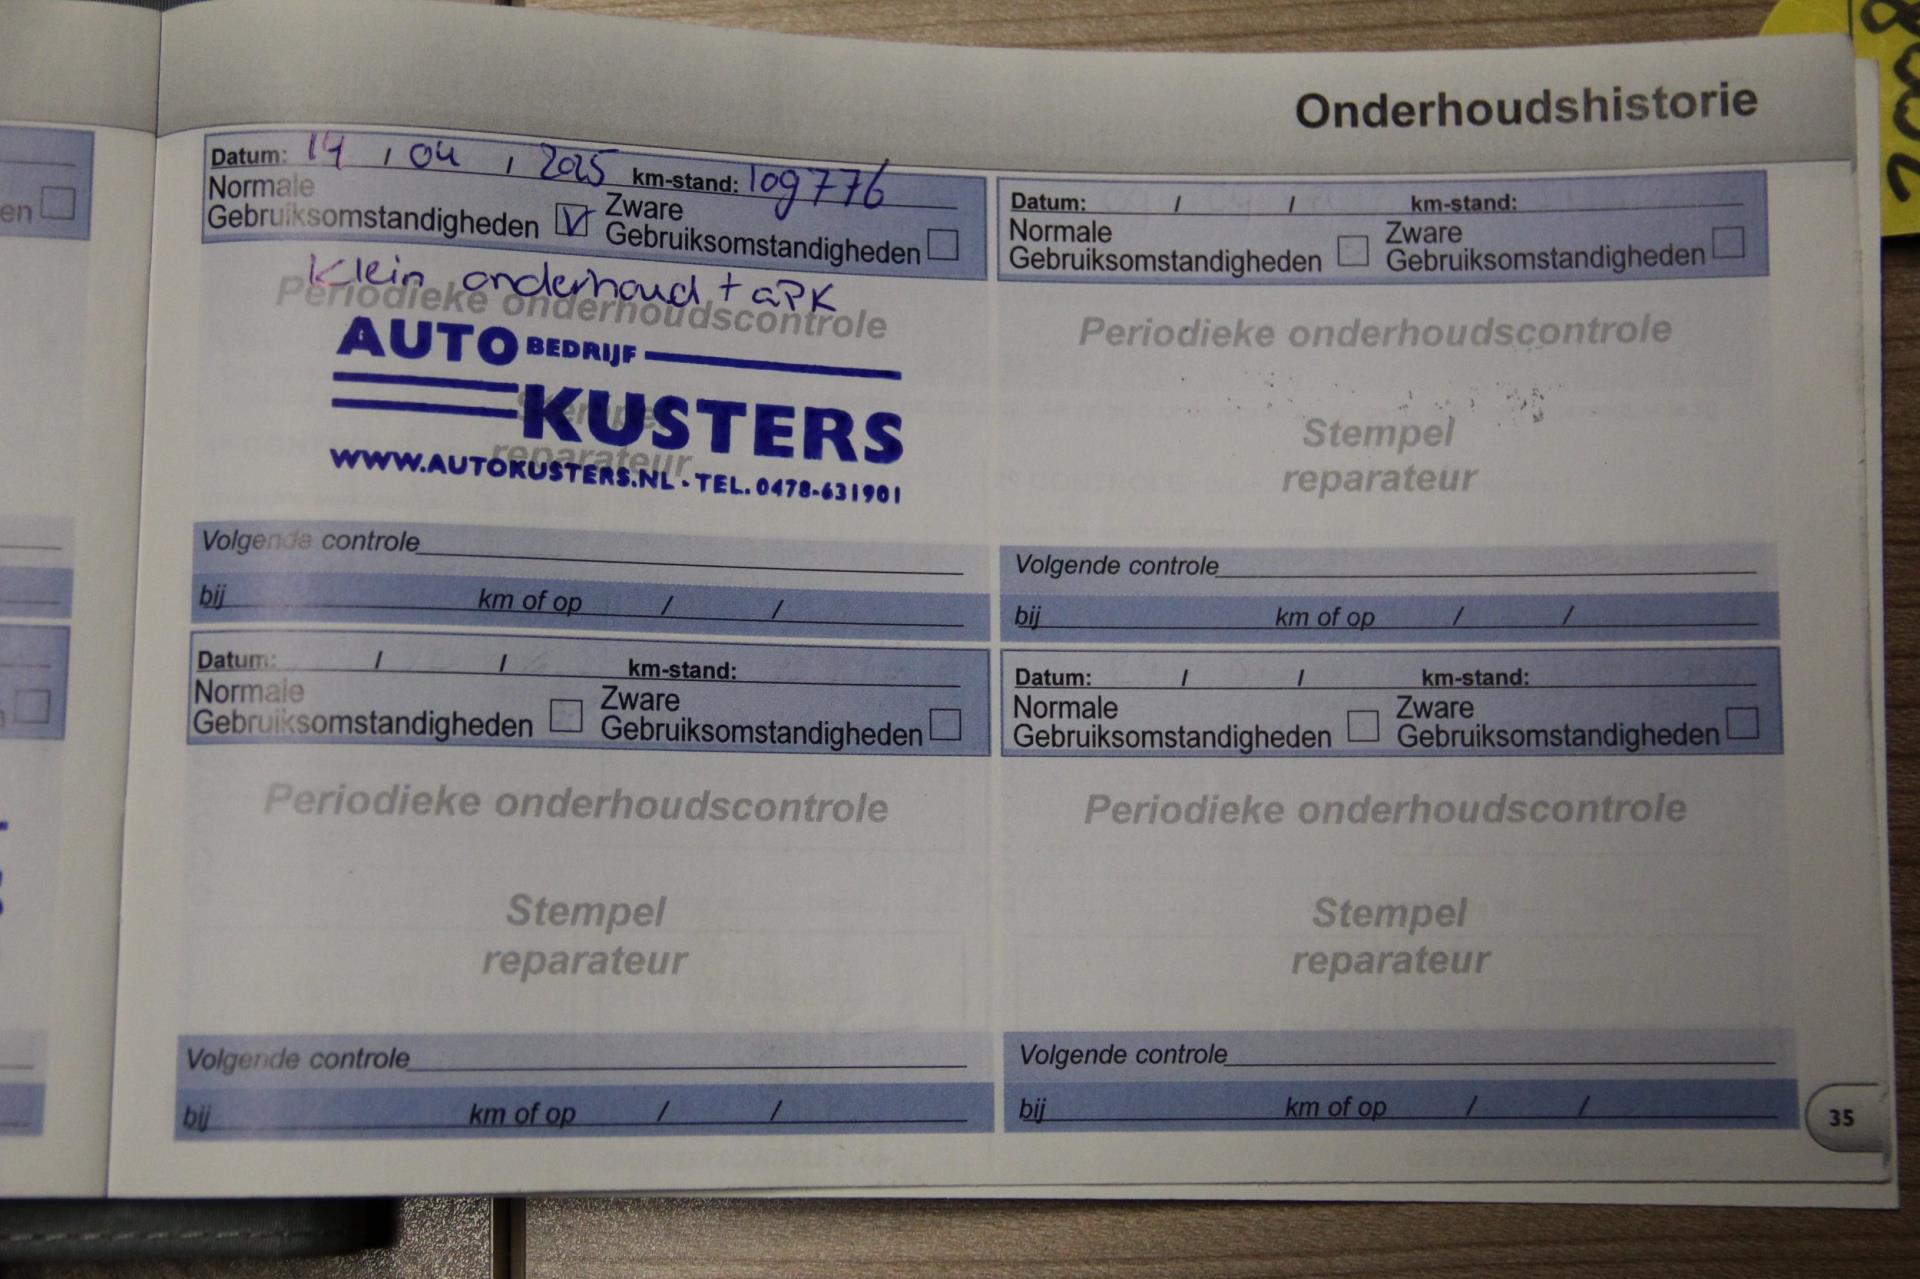 2008
Onderhoudshistorie
Datum: 14 / 04 / 2025 km-stand: 109776
Normale
Gebruiksomstandigheden V Zware
Gebruiksomstandigheden
Klein onderhoud + aPK
Periodieke onderhoudscontrole
AUTO BEDRIJF
KUSTERS
Stempel
reparateur
WWW.AUTOKUSTERS.NL • TEL. 0478-631901
Volgende controle
bij km of op / /
Datum: / / km-stand:
Normale
Gebruiksomstandigheden Zware
Gebruiksomstandigheden
Periodieke onderhoudscontrole
Stempel
reparateur
Volgende controle
bij km of op / /
Datum: / / km-stand:
Normale
Gebruiksomstandigheden Zware
Gebruiksomstandigheden
Periodieke onderhoudscontrole
Stempel
reparateur
Volgende controle
bij km of op / /
Datum: / / km-stand:
Normale
Gebruiksomstandigheden Zware
Gebruiksomstandigheden
Periodieke onderhoudscontrole
Stempel
reparateur
Volgende controle
bij km of op / /
35
en